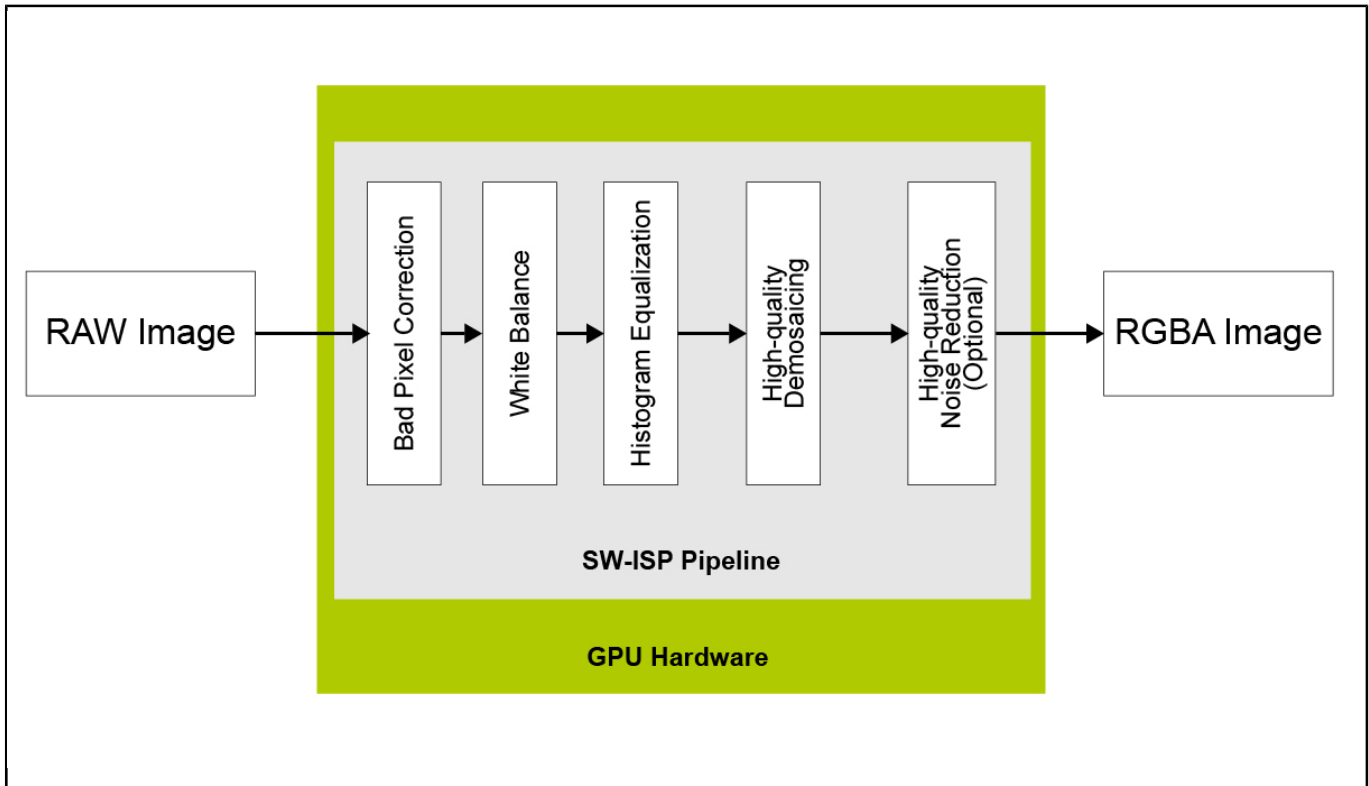 RAW Image
Bad Pixel Correction
White Balance
Histogram Equalization
High-quality
Demosaicing
High-quality
Noise Reduction
(Optional)
RGBA Image
SW-ISP Pipeline
GPU Hardware